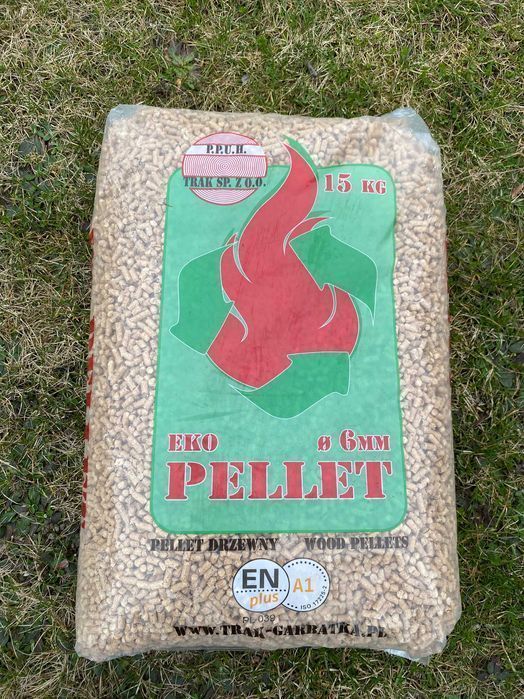 P.P.U.H.
TRAK SP. Z O.O.
15 KG
EKO ø 6MM
PELLET
PELLET DRZEWNY WOOD PELLETS
EN plus A1
ISO 17225-2
PL 039
WWW.TRAK-GARBATKA.PL